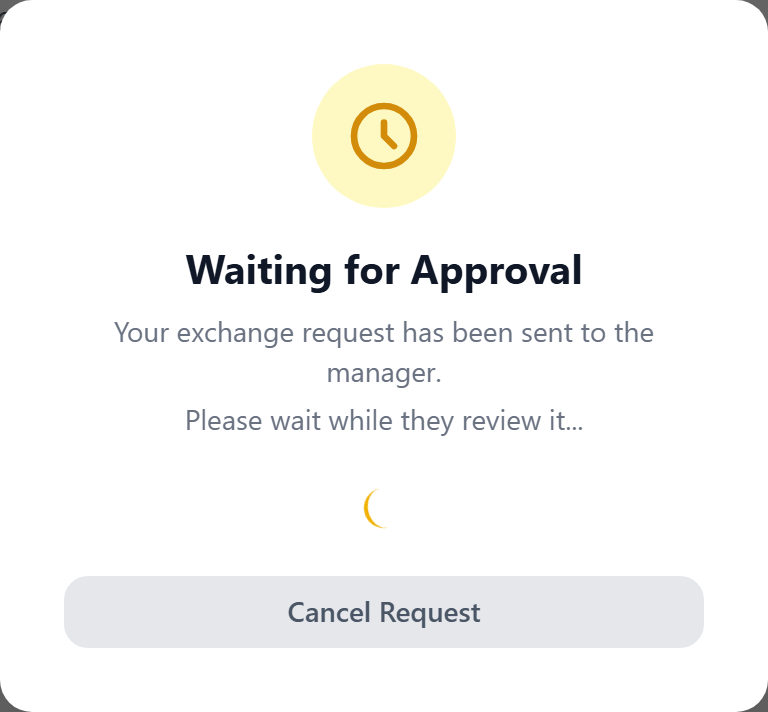 Waiting for Approval
Your exchange request has been sent to the
manager.
Please wait while they review it...
Cancel Request